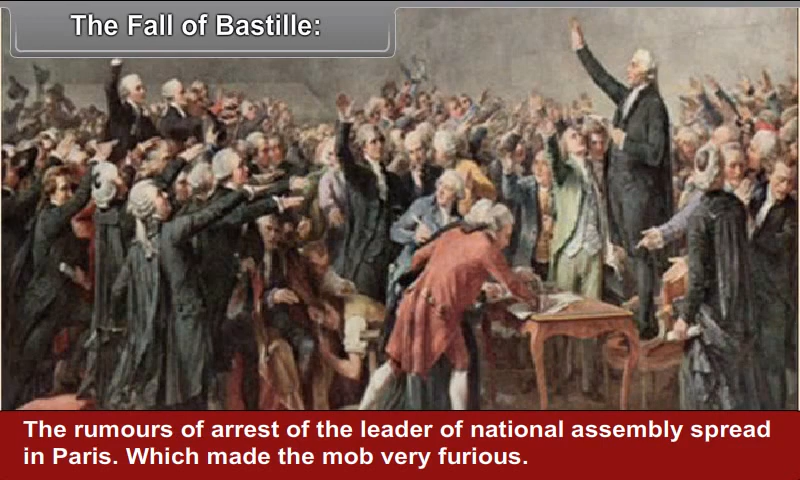 The Fall of Bastille:
The rumours of arrest of the leader of national assembly spread
in Paris. Which made the mob very furious.